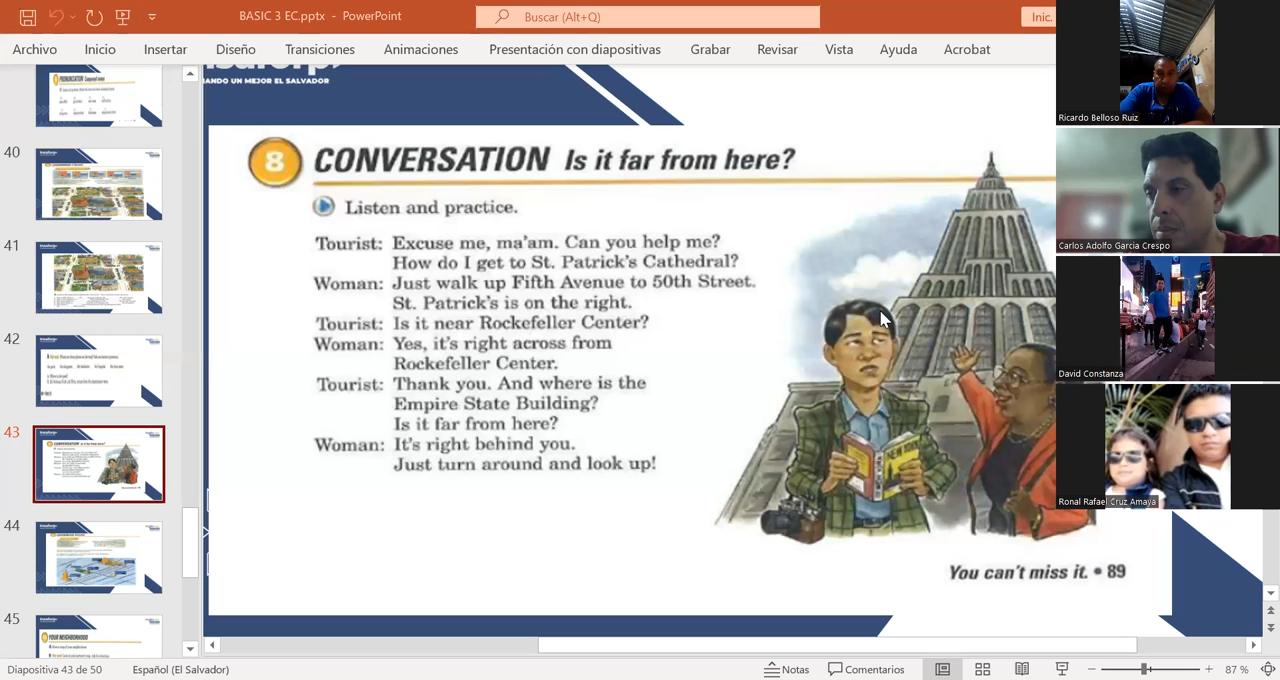 BASIC 3 EC.pptx - PowerPoint
Buscar (Alt+Q)
Inic.
Archivo Inicio Insertar Diseño Transiciones Animaciones Presentación con diapositivas Grabar Revisar Vista Ayuda Acrobat
40
41
42
43
44
45
YOUR NEIGHBORHOOD
ANDO UN MEJOR EL SALVADOR
8 CONVERSATION Is it far from here?
Listen and practice.
Tourist: Excuse me, ma'am. Can you help me?
How do I get to St. Patrick's Cathedral?
Woman: Just walk up Fifth Avenue to 50th Street.
St. Patrick's is on the right.
Tourist: Is it near Rockefeller Center?
Woman: Yes, it's right across from
Rockefeller Center.
Tourist: Thank you. And where is the
Empire State Building?
Is it far from here?
Woman: It's right behind you.
Just turn around and look up!
NEW YORK
You can't miss it. • 89
Ricardo Belloso Ruiz
Carlos Adolfo Garcia Crespo
David Constanza
Ronal Rafael Cruz Amaya
Diapositiva 43 de 50
Español (El Salvador)
Notas
Comentarios
87 %